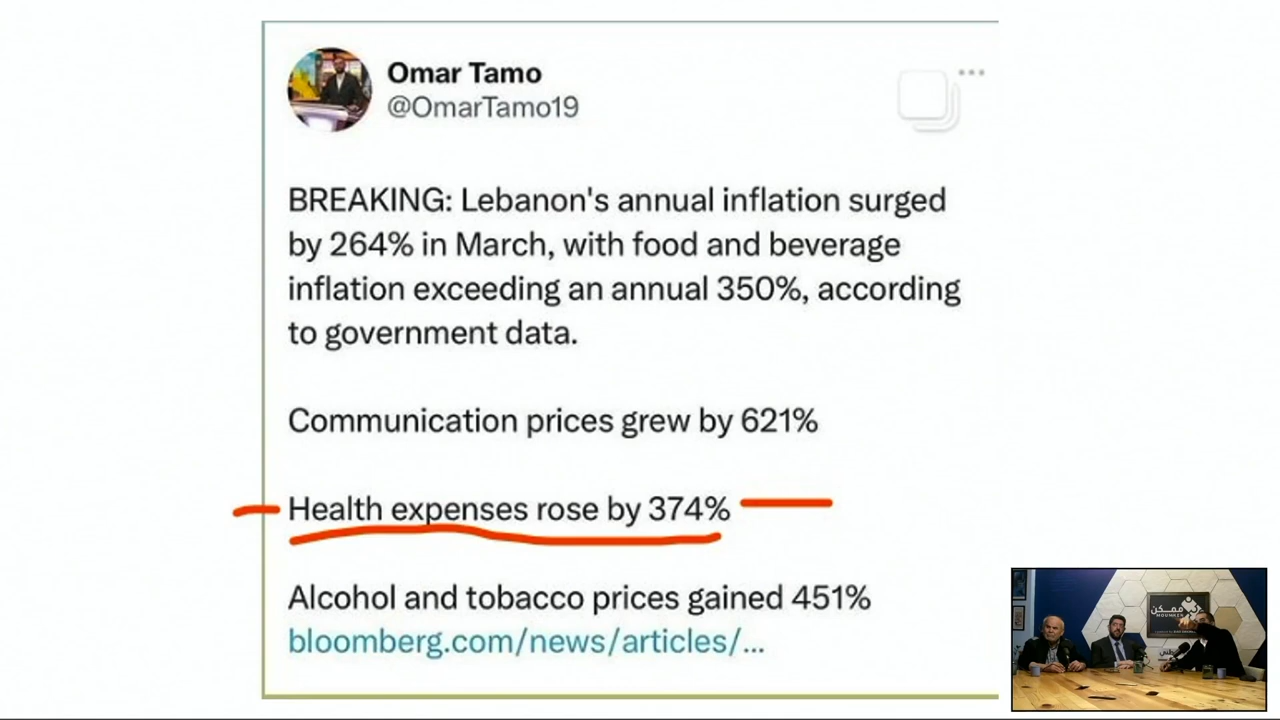 Omar Tamo
@OmarTamo19
BREAKING: Lebanon's annual inflation surged
by 264% in March, with food and beverage
inflation exceeding an annual 350%, according
to government data.
Communication prices grew by 621%
Health expenses rose by 374%
Alcohol and tobacco prices gained 451%
bloomberg.com/news/articles/...
ممكن
MOUMKEN